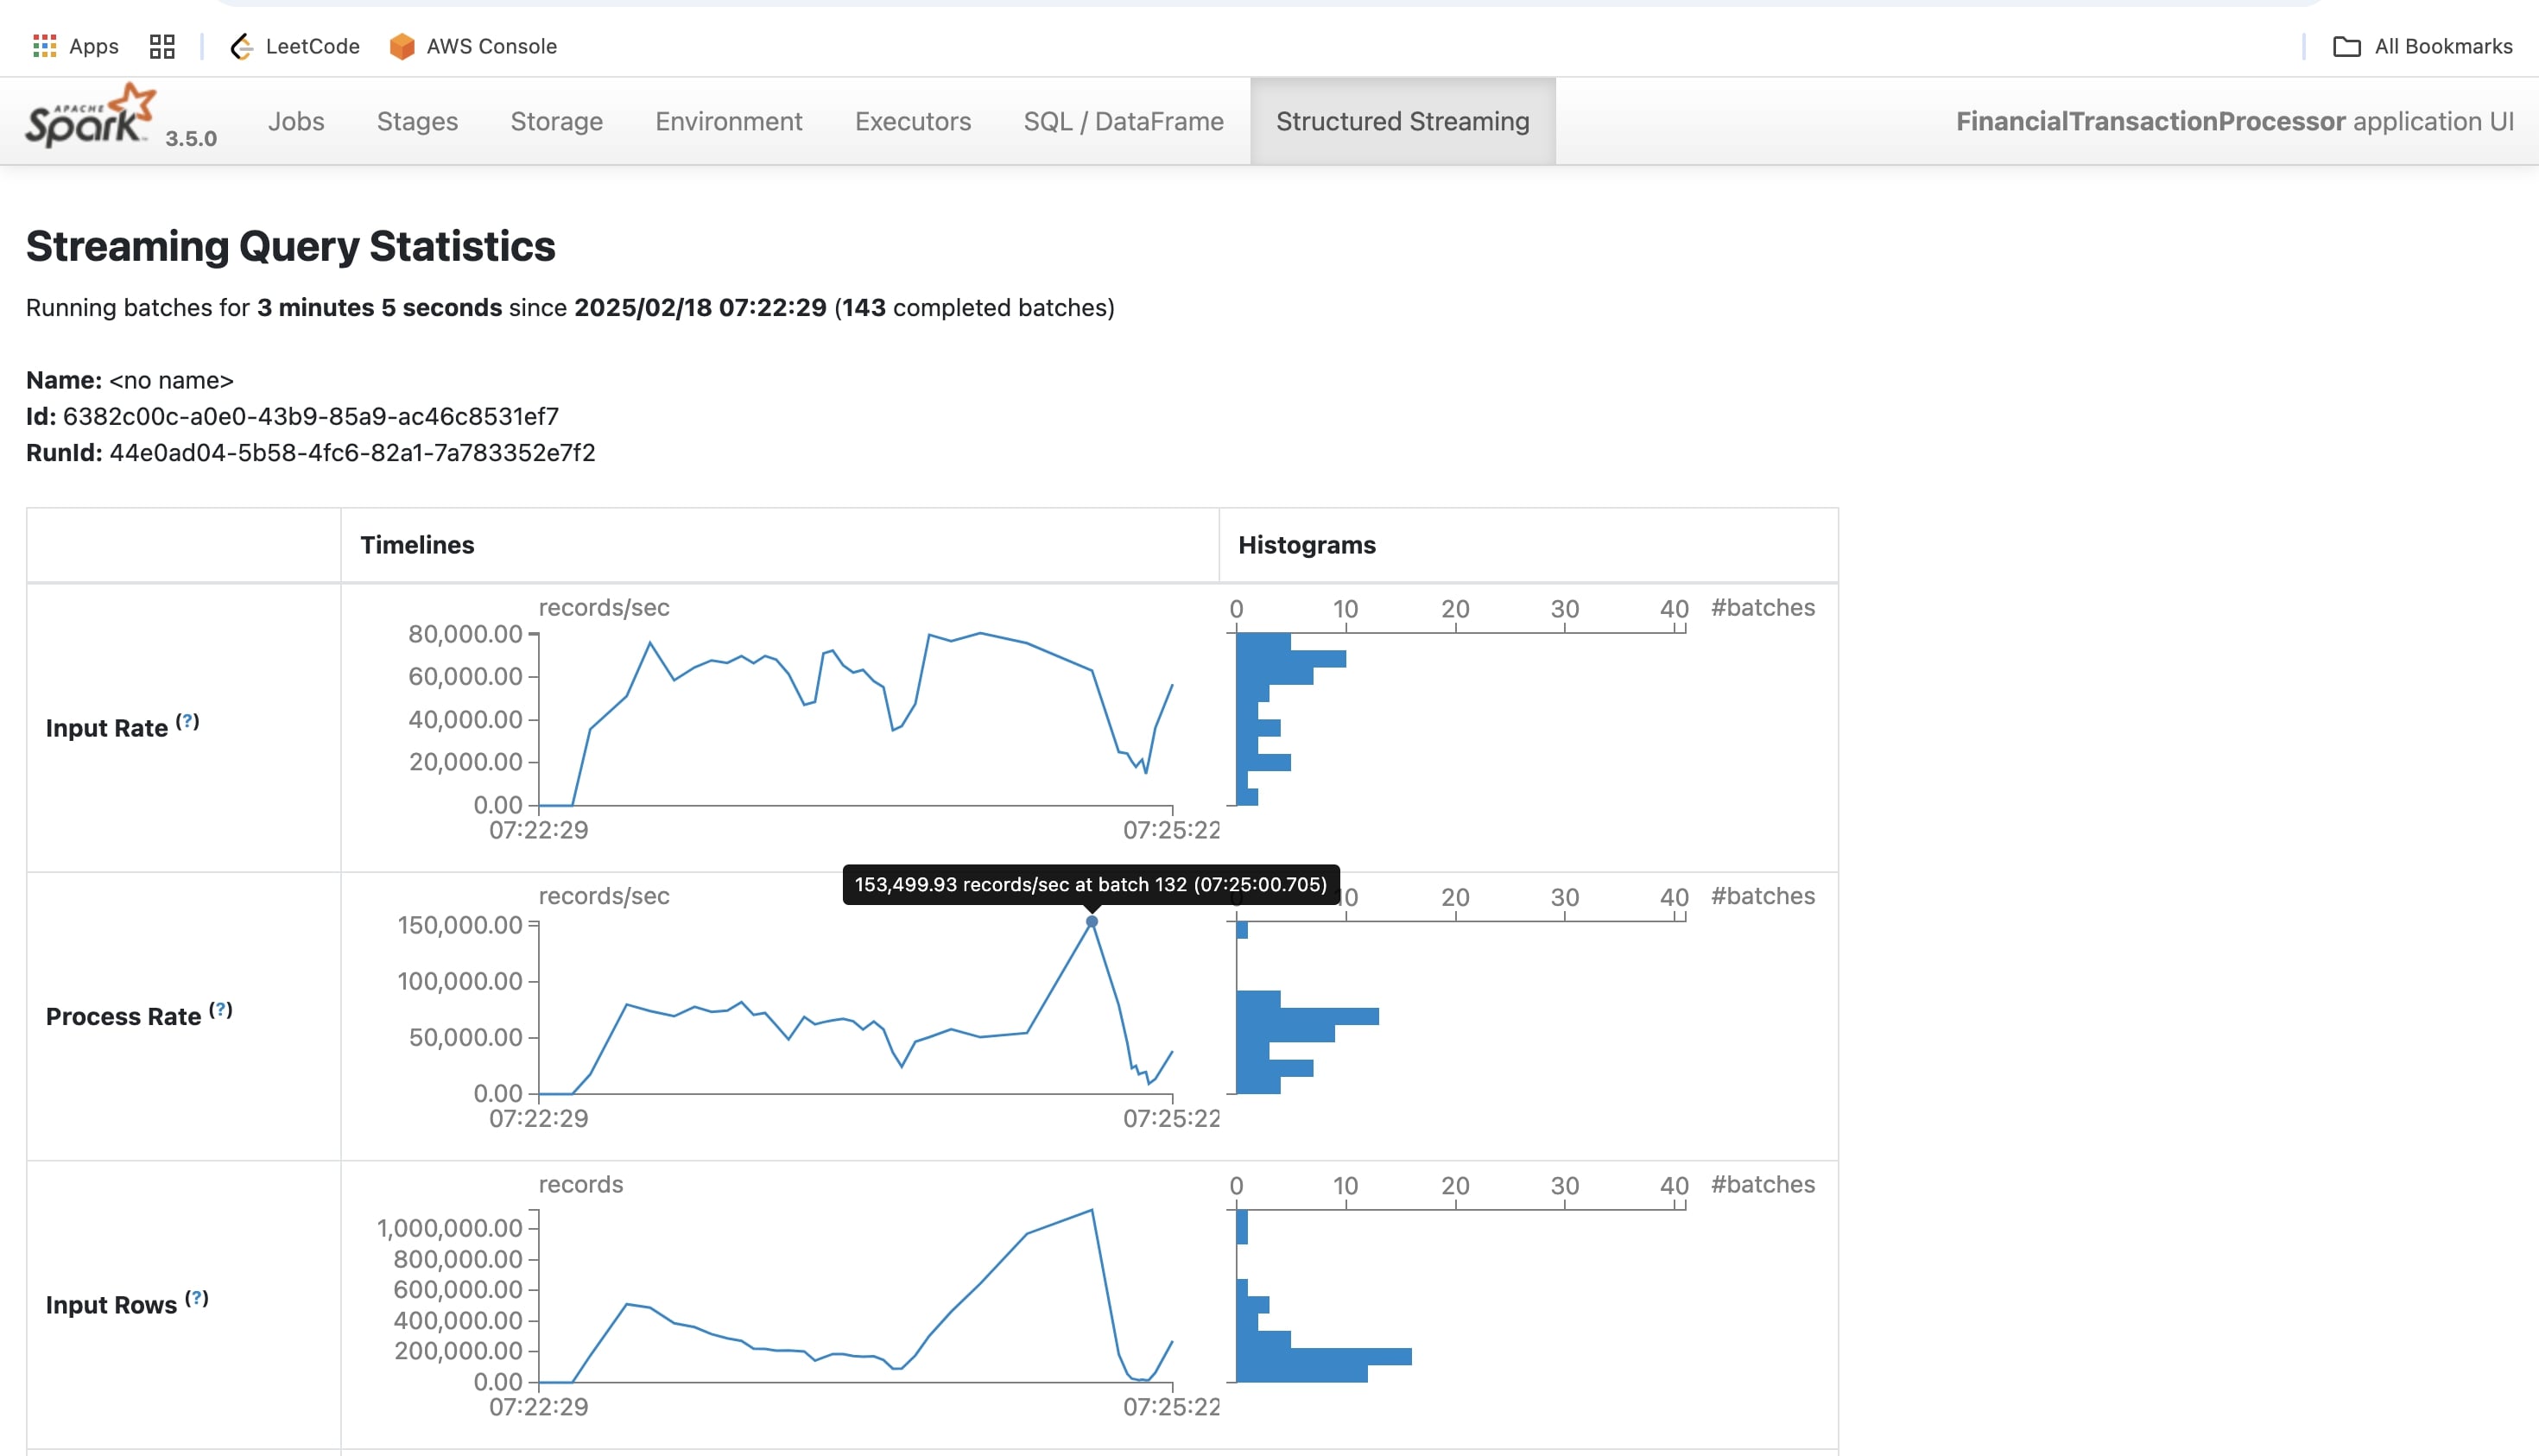 Apps LeetCode AWS Console All Bookmarks
APACHE Spark 3.5.0 Jobs Stages Storage Environment Executors SQL / DataFrame Structured Streaming FinancialTransactionProcessor application UI
Streaming Query Statistics
Running batches for 3 minutes 5 seconds since 2025/02/18 07:22:29 (143 completed batches)
Name: <no name>
Id: 6382c00c-a0e0-43b9-85a9-ac46c8531ef7
RunId: 44e0ad04-5b58-4fc6-82a1-7a783352e7f2
Timelines Histograms
Input Rate (?)
records/sec
80,000.00
60,000.00
40,000.00
20,000.00
0.00
07:22:29 07:25:22
0 10 20 30 40 #batches
Process Rate (?)
153,499.93 records/sec at batch 132 (07:25:00.705)
records/sec
150,000.00
100,000.00
50,000.00
0.00
07:22:29 07:25:22
0 10 20 30 40 #batches
Input Rows (?)
records
1,000,000.00
800,000.00
600,000.00
400,000.00
200,000.00
0.00
07:22:29 07:25:22
0 10 20 30 40 #batches